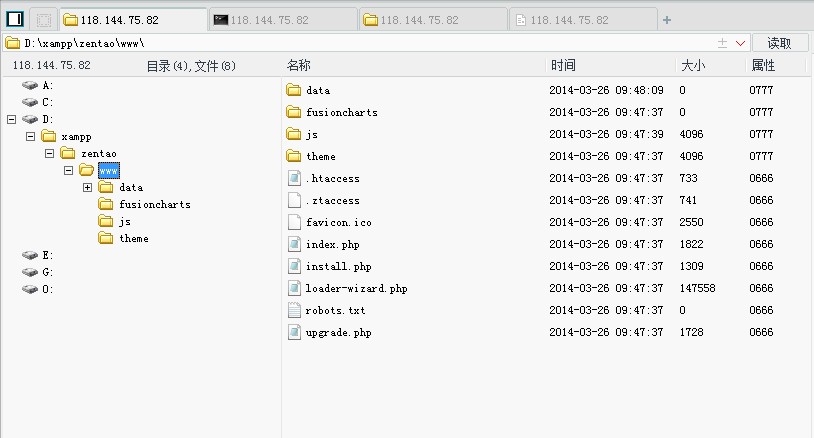 118.144.75.82 118.144.75.82 118.144.75.82 118.144.75.82 +
D:\xampp\zentao\www\ 读取
118.144.75.82 目录(4),文件(8) 名称 时间 大小 属性
A:
C:
D:
xampp
zentao
www
data
fusioncharts
js
theme
E:
G:
O:
data 2014-03-26 09:48:09 0 0777
fusioncharts 2014-03-26 09:47:37 0 0777
js 2014-03-26 09:47:39 4096 0777
theme 2014-03-26 09:47:37 4096 0777
.htaccess 2014-03-26 09:47:37 733 0666
.ztaccess 2014-03-26 09:47:37 741 0666
favicon.ico 2014-03-26 09:47:37 2550 0666
index.php 2014-03-26 09:47:37 1822 0666
install.php 2014-03-26 09:47:37 1309 0666
loader-wizard.php 2014-03-26 09:47:37 147558 0666
robots.txt 2014-03-26 09:47:37 0 0666
upgrade.php 2014-03-26 09:47:37 1728 0666